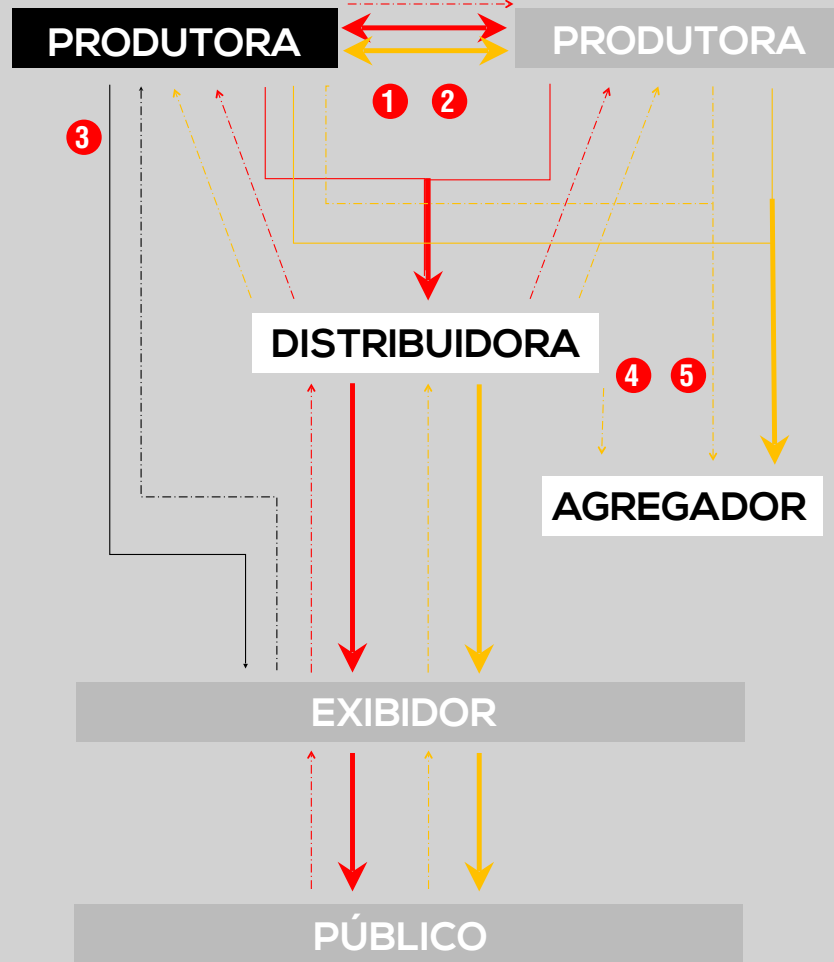 PRODUTORA
PRODUTORA
1 2
3
DISTRIBUIDORA
4 5
AGREGADOR
EXIBIDOR
PÚBLICO